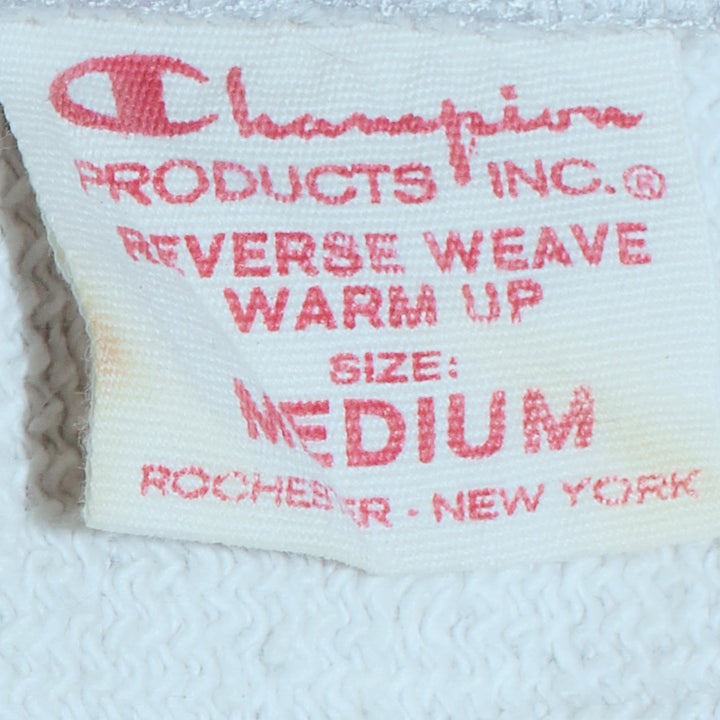 Champion
PRODUCTS INC.®
REVERSE WEAVE
WARM UP
SIZE:
MEDIUM
ROCHESTER - NEW YORK